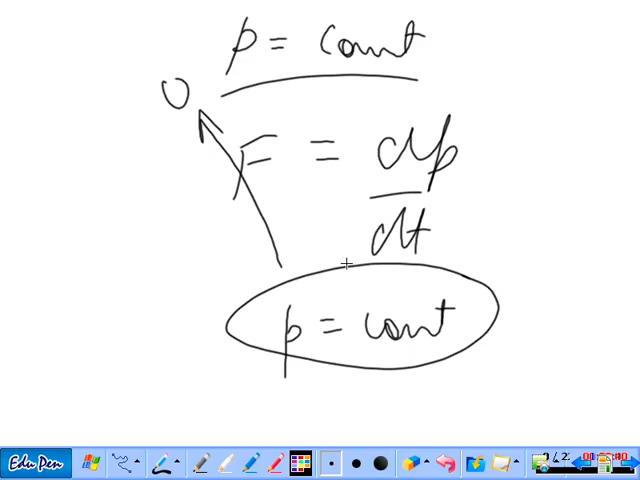 p = const
0
F = dp
dt
p = const
Edu Pen